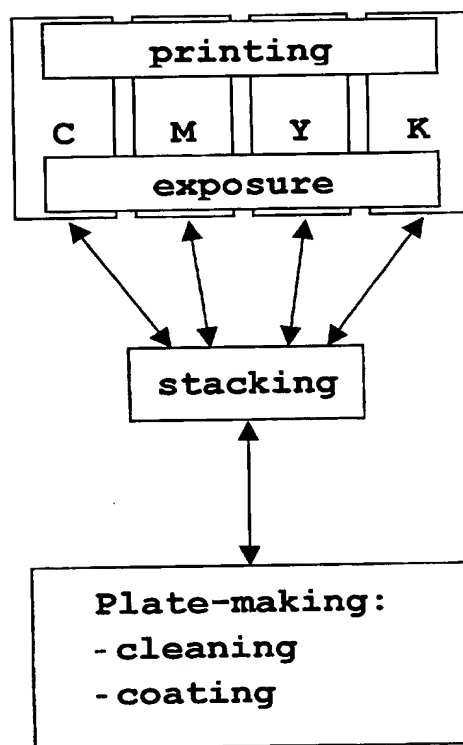 printing
C M Y K
exposure
stacking
Plate-making:
- cleaning
- coating